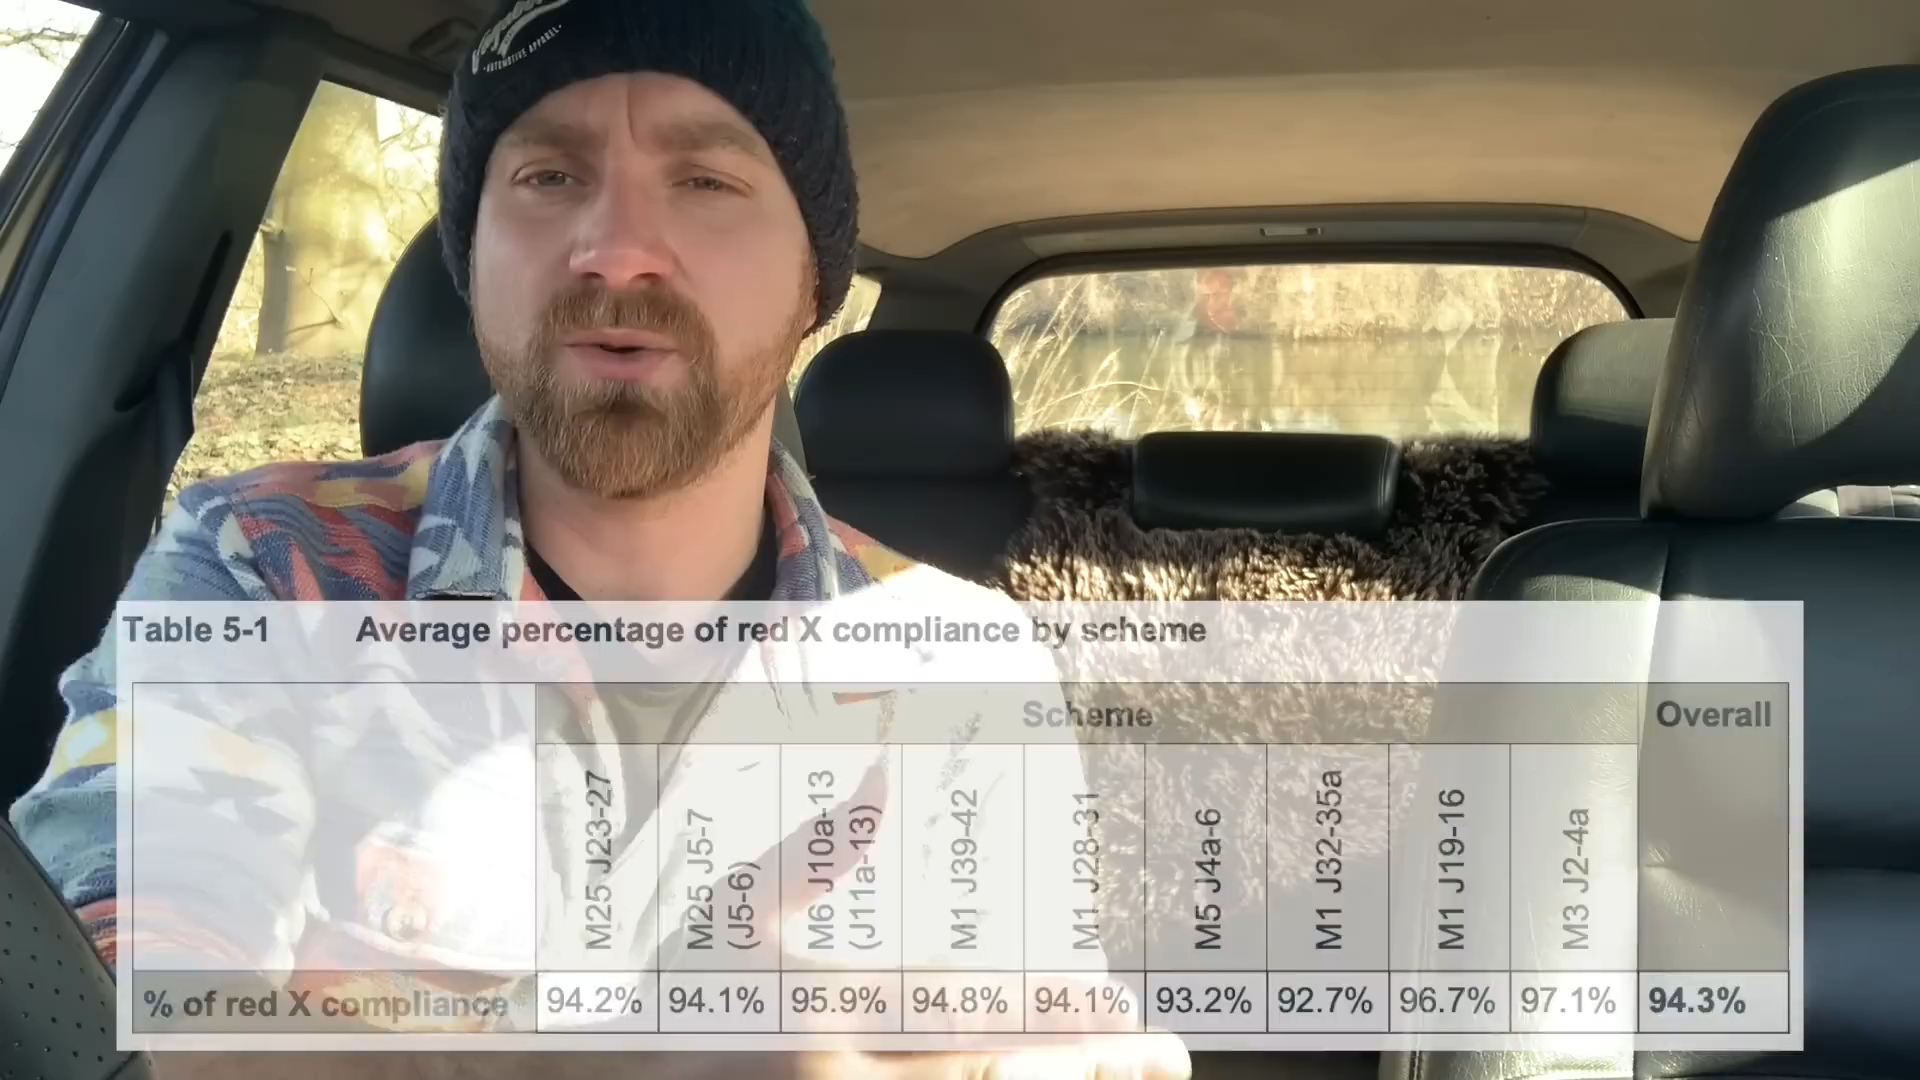 AUTOMOTIVE APPAREL
Table 5-1 Average percentage of red X compliance by scheme
Scheme Overall
M25 J23-27
M25 J5-7
(J5-6)
M6 J10a-13
(J11a-13)
M1 J39-42
M1 J28-31
M5 J4a-6
M1 J32-35a
M1 J19-16
M3 J2-4a
% of red X compliance 94.2% 94.1% 95.9% 94.8% 94.1% 93.2% 92.7% 96.7% 97.1% 94.3%